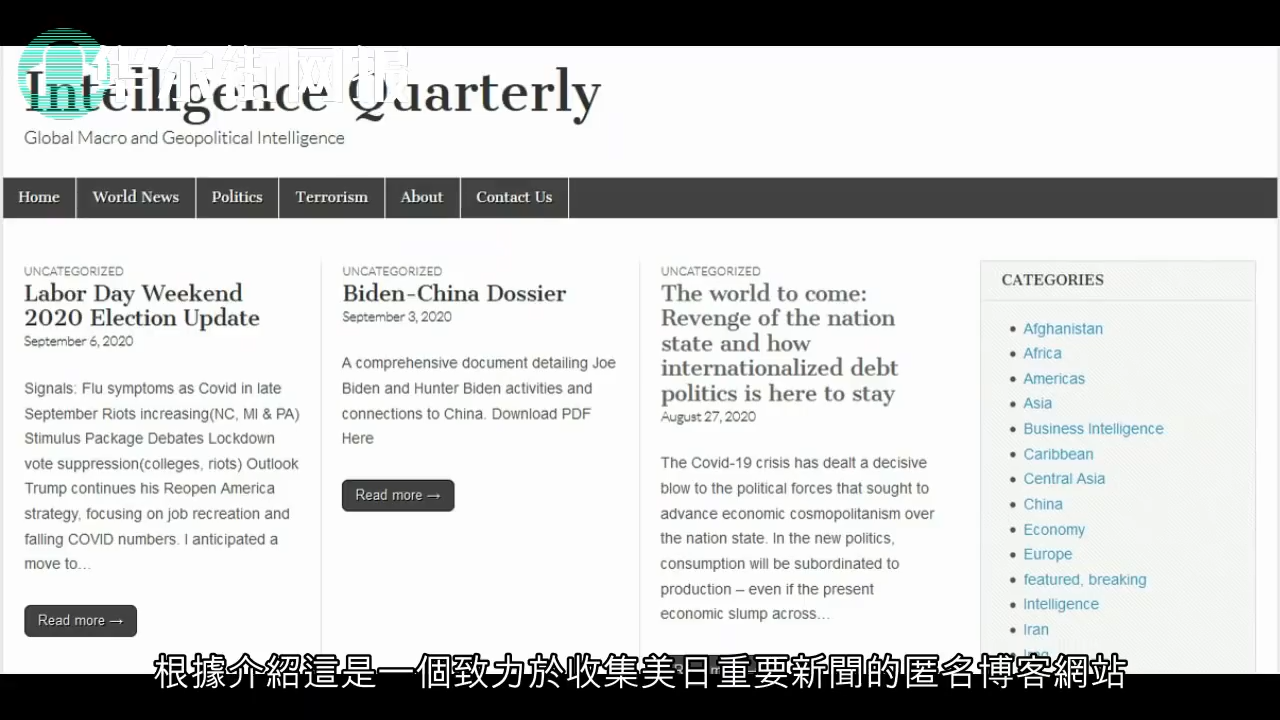 华尔街网报
Intelligence Quarterly
Global Macro and Geopolitical Intelligence
Home World News Politics Terrorism About Contact Us
UNCATEGORIZED
Labor Day Weekend
2020 Election Update
September 6, 2020
Signals: Flu symptoms as Covid in late
September Riots increasing(NC, MI & PA)
Stimulus Package Debates Lockdown
vote suppression(colleges, riots) Outlook
Trump continues his Reopen America
strategy, focusing on job recreation and
falling COVID numbers. I anticipated a
move to…
Read more →
UNCATEGORIZED
Biden-China Dossier
September 3, 2020
A comprehensive document detailing Joe
Biden and Hunter Biden activities and
connections to China. Download PDF
Here
Read more →
UNCATEGORIZED
The world to come:
Revenge of the nation
state and how
internationalized debt
politics is here to stay
August 27, 2020
The Covid-19 crisis has dealt a decisive
blow to the political forces that sought to
advance economic cosmopolitanism over
the nation state. In the new politics,
consumption will be subordinated to
production – even if the present
economic slump across…
CATEGORIES
Afghanistan
Africa
Americas
Asia
Business Intelligence
Caribbean
Central Asia
China
Economy
Europe
featured, breaking
Intelligence
Iran
根據介紹這是一個致力於收集美日重要新聞的匿名博客網站